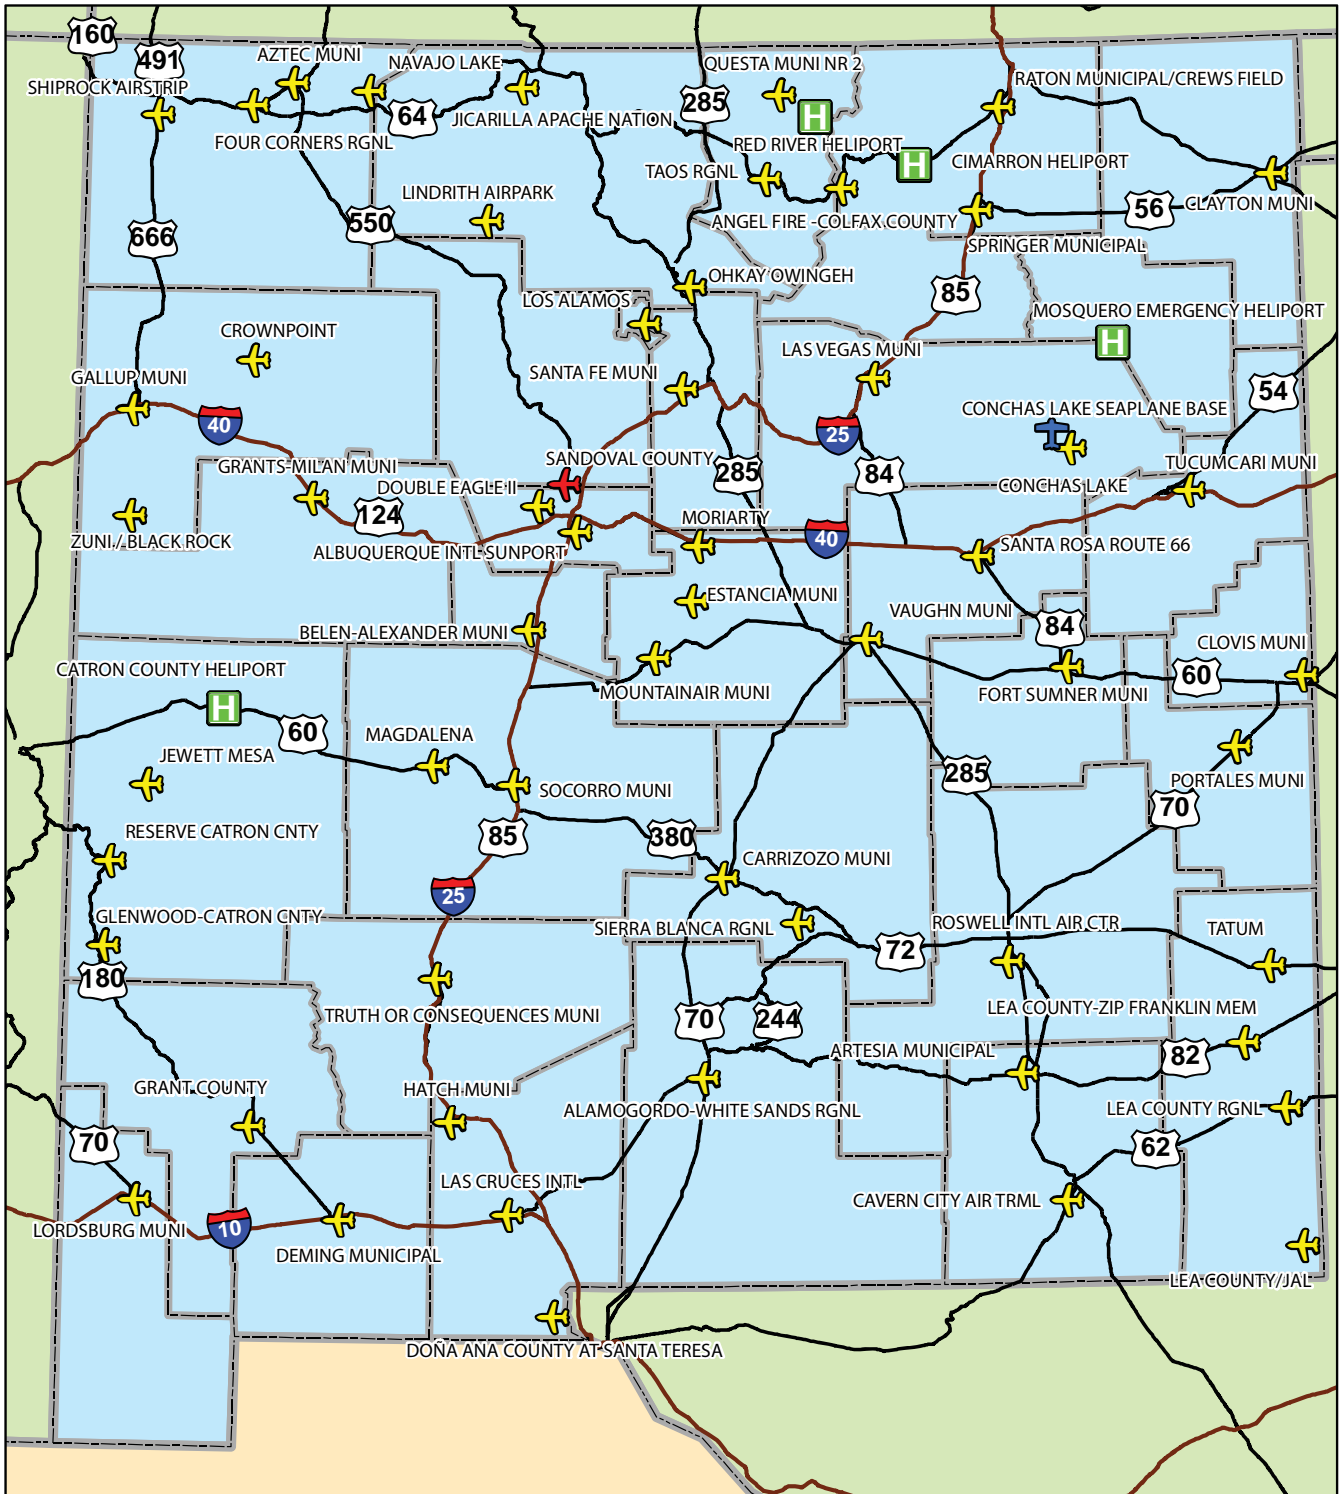 160
491
AZTEC MUNI
NAVAJO LAKE
QUESTA MUNI NR 2
RATON MUNICIPAL/CREWS FIELD
SHIPROCK AIRSTRIP
64
285
H
JICARILLA APACHE NATION
FOUR CORNERS RGNL
RED RIVER HELIPORT
H
CIMARRON HELIPORT
TAOS RGNL
LINDRITH AIRPARK
CLAYTON MUNI
56
550
666
ANGEL FIRE -COLFAX COUNTY
SPRINGER MUNICIPAL
OHKAY OWINGEH
85
LOS ALAMOS
MOSQUERO EMERGENCY HELIPORT
H
CROWNPOINT
LAS VEGAS MUNI
SANTA FE MUNI
GALLUP MUNI
54
40
25
CONCHAS LAKE SEAPLANE BASE
SANDOVAL COUNTY
GRANTS-MILAN MUNI
285
84
TUCUMCARI MUNI
DOUBLE EAGLE II
CONCHAS LAKE
124
MORIARTY
ZUNI / BLACK ROCK
40
SANTA ROSA ROUTE 66
ALBUQUERQUE INTL SUNPORT
ESTANCIA MUNI
VAUGHN MUNI
84
BELEN-ALEXANDER MUNI
CLOVIS MUNI
CATRON COUNTY HELIPORT
60
MOUNTAINAIR MUNI
FORT SUMNER MUNI
H
60
MAGDALENA
JEWETT MESA
285
PORTALES MUNI
SOCORRO MUNI
70
RESERVE CATRON CNTY
85
380
CARRIZOZO MUNI
25
GLENWOOD-CATRON CNTY
SIERRA BLANCA RGNL
ROSWELL INTL AIR CTR
TATUM
72
180
LEA COUNTY-ZIP FRANKLIN MEM
TRUTH OR CONSEQUENCES MUNI
70
244
ARTESIA MUNICIPAL
82
GRANT COUNTY
HATCH MUNI
ALAMOGORDO-WHITE SANDS RGNL
LEA COUNTY RGNL
70
62
LAS CRUCES INTL
CAVERN CITY AIR TRML
LORDSBURG MUNI
10
DEMING MUNICIPAL
LEA COUNTY/JAL
DOÑA ANA COUNTY AT SANTA TERESA